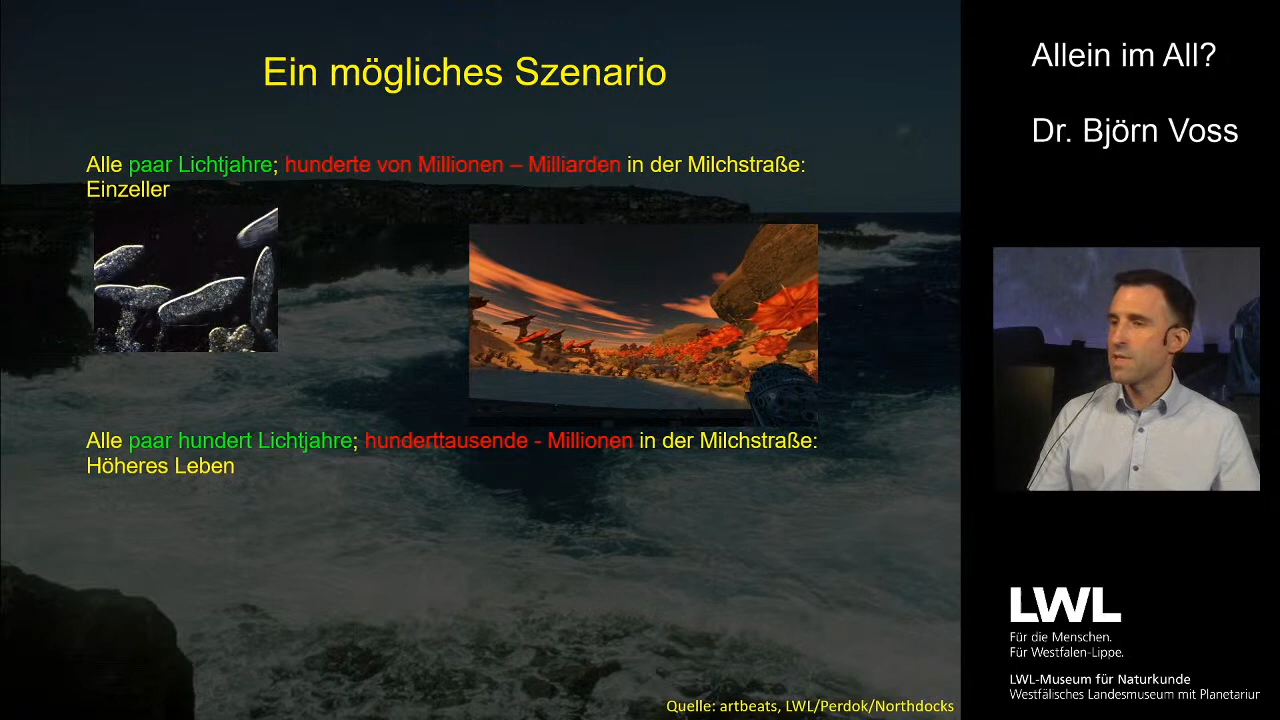 Ein mögliches Szenario
Alle paar Lichtjahre; hunderte von Millionen – Milliarden in der Milchstraße:
Einzeller
Alle paar hundert Lichtjahre; hunderttausende - Millionen in der Milchstraße:
Höheres Leben
Quelle: artbeats, LWL/Perdok/Northdocks
Allein im All?
Dr. Björn Voss
LWL
Für die Menschen.
Für Westfalen-Lippe.
LWL-Museum für Naturkunde
Westfälisches Landesmuseum mit Planetarium